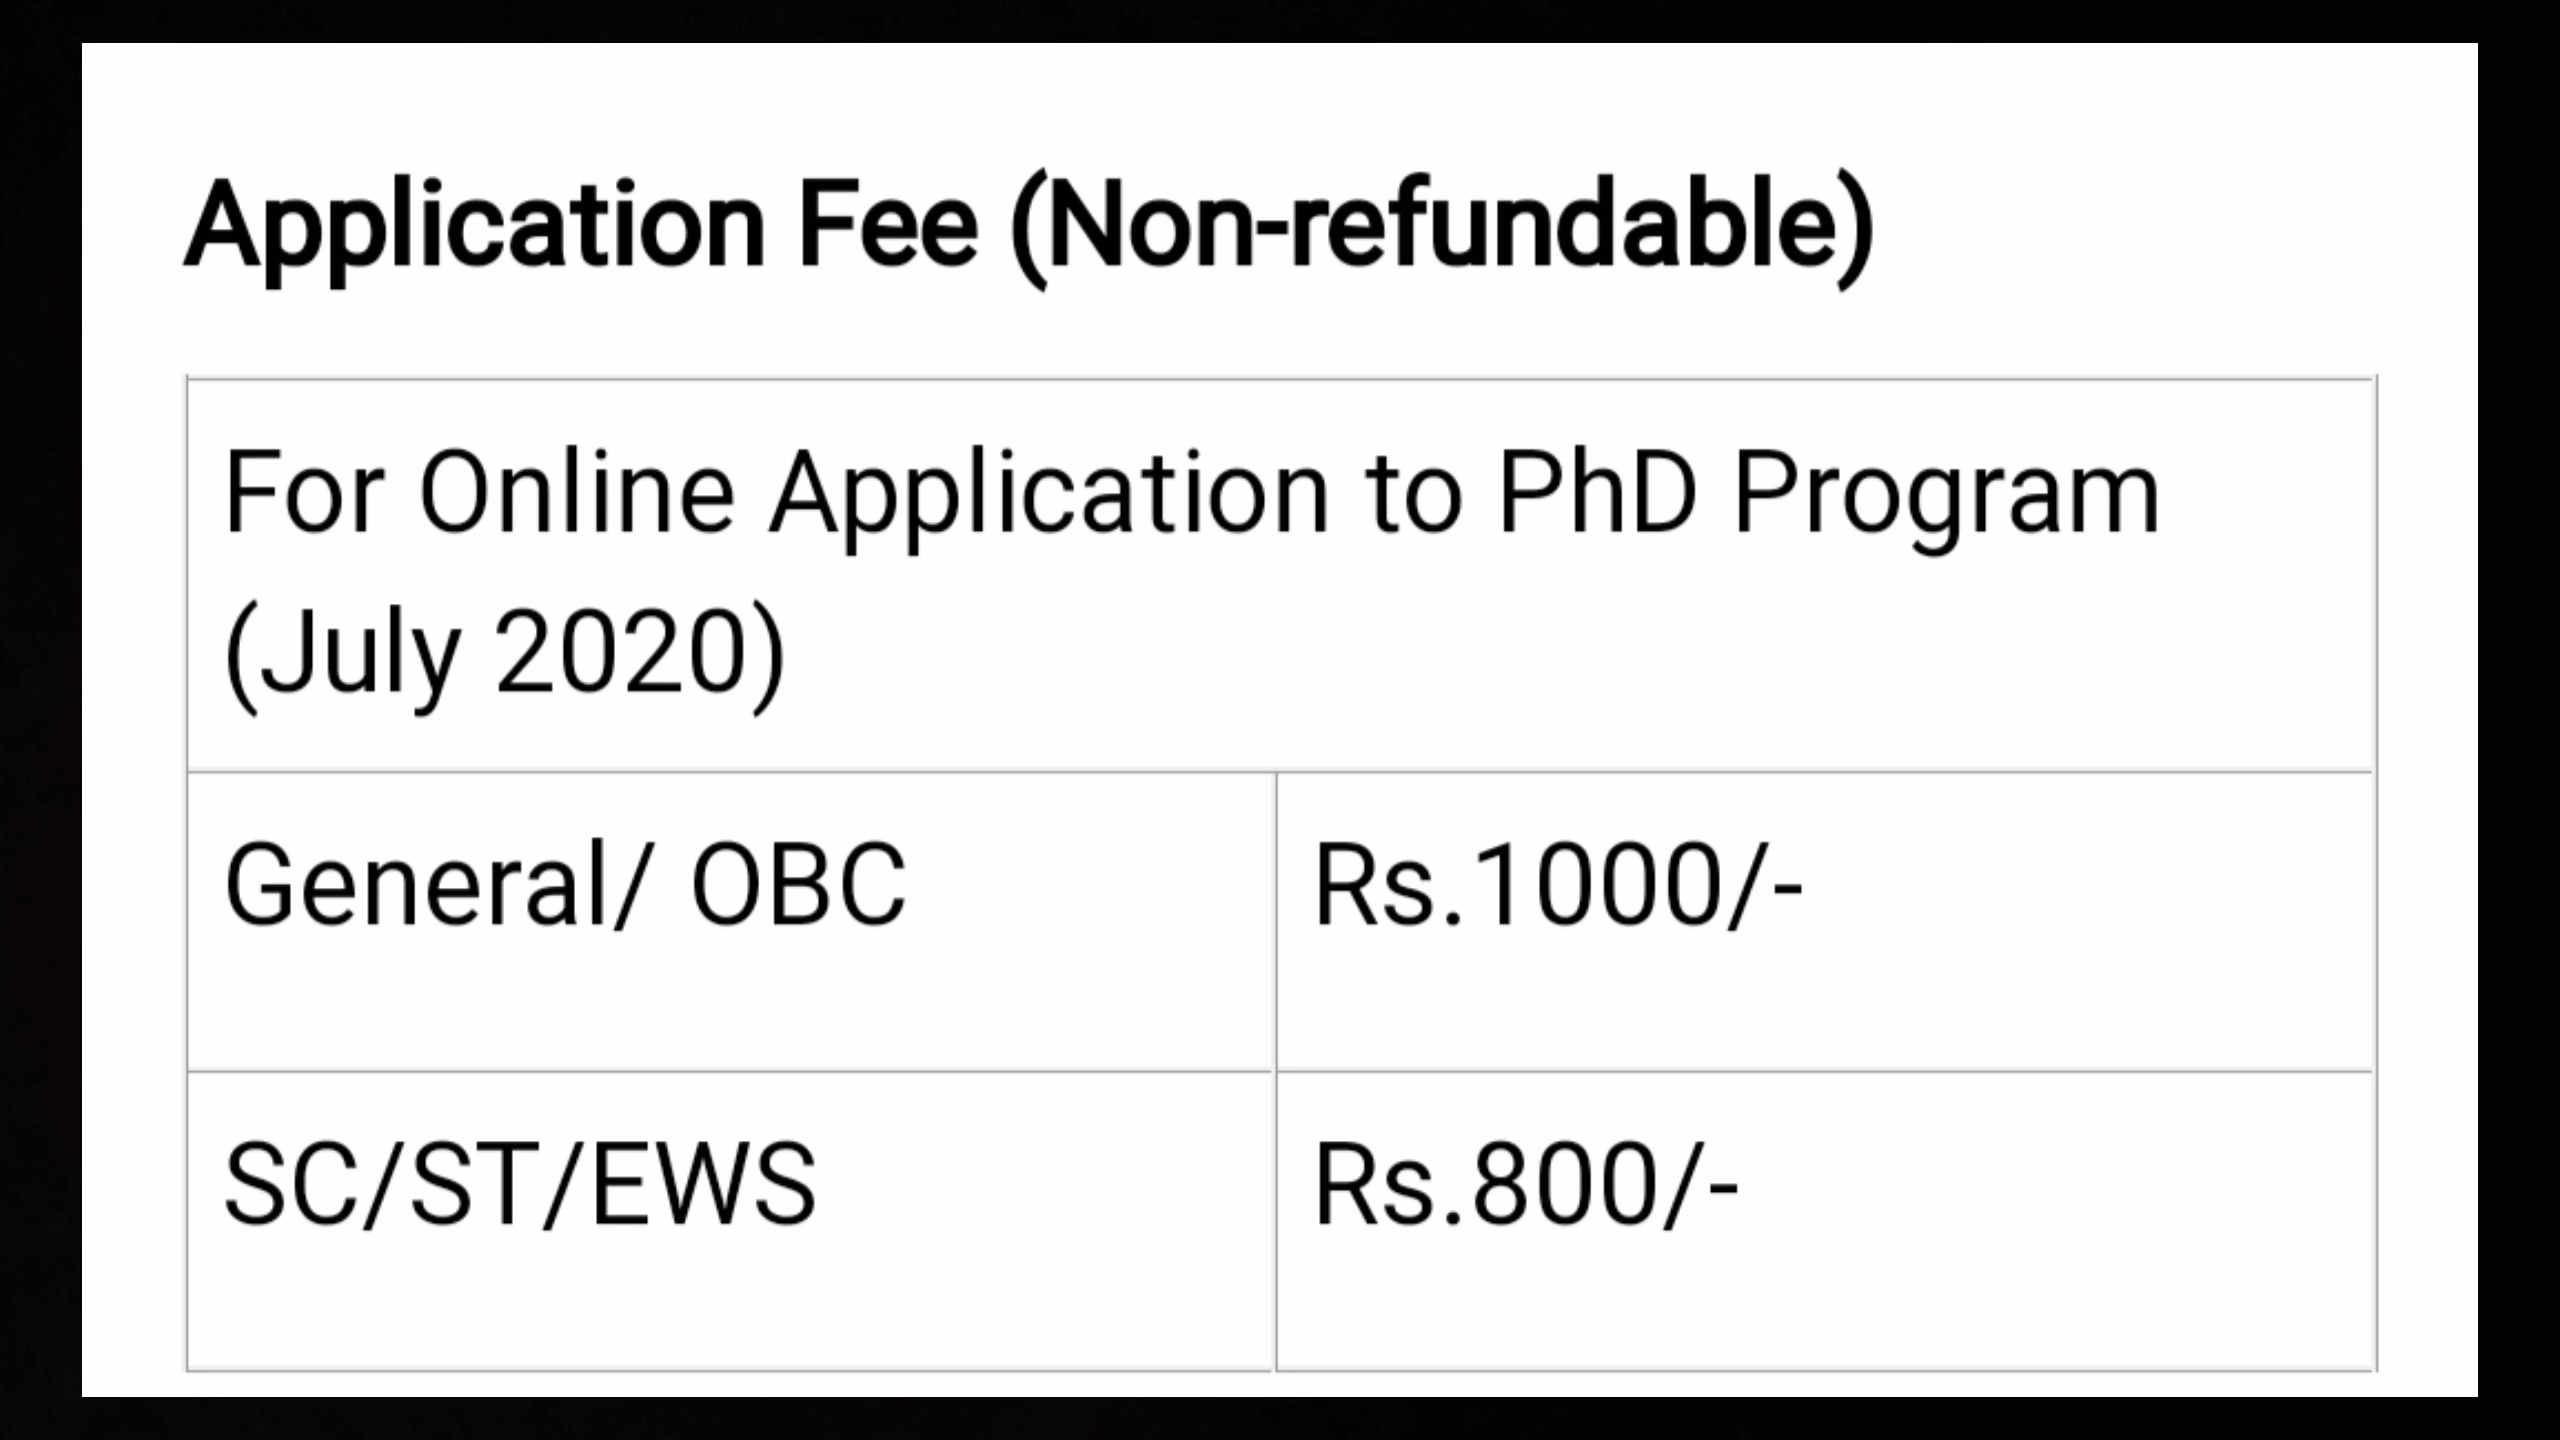 Application Fee (Non-refundable)
For Online Application to PhD Program
(July 2020)
General/ OBC
Rs.1000/-
SC/ST/EWS
Rs.800/-